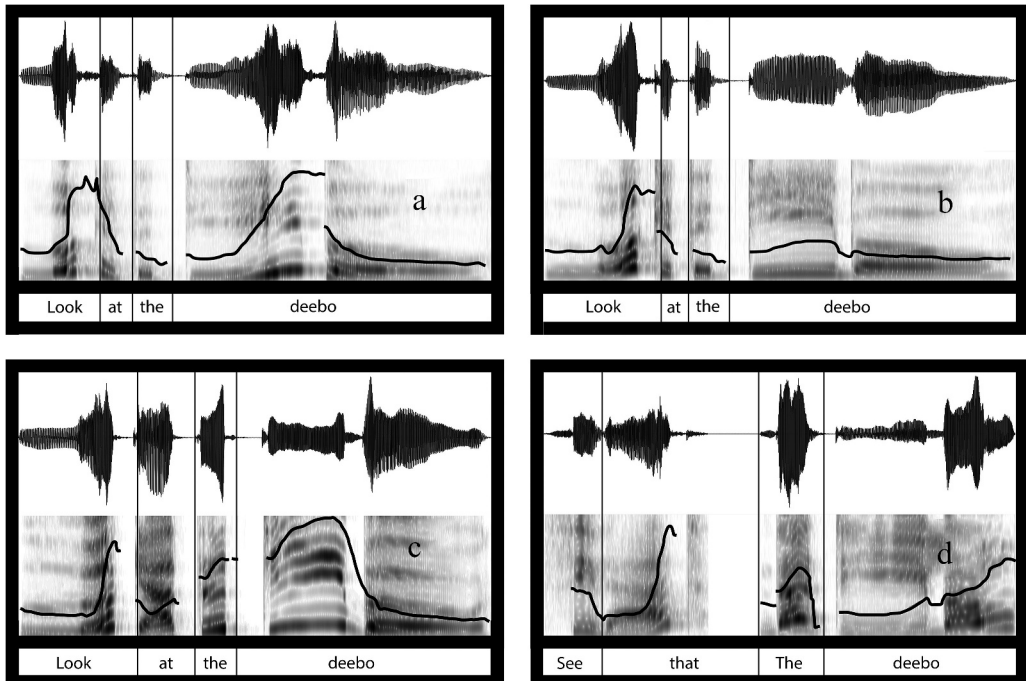 a
Look at the deebo
b
Look at the deebo
c
Look at the deebo
d
See that The deebo